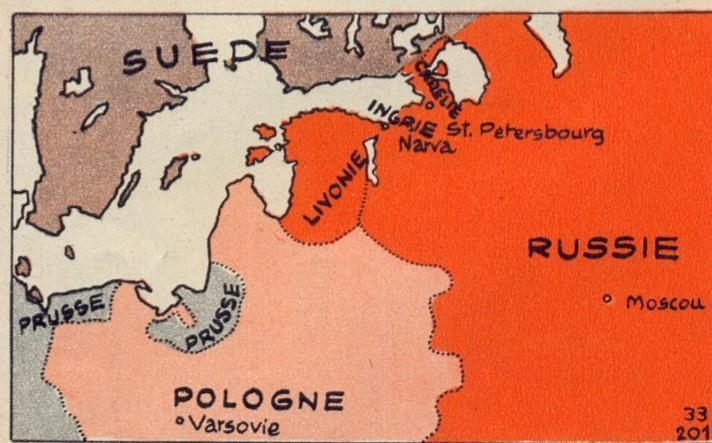 SUEDE
CARELIE
INGRIE St. Petersbourg
Narva
LIVONIE
RUSSIE
Moscou
PRUSSE
PRUSSE
POLOGNE
Varsovie
33
201